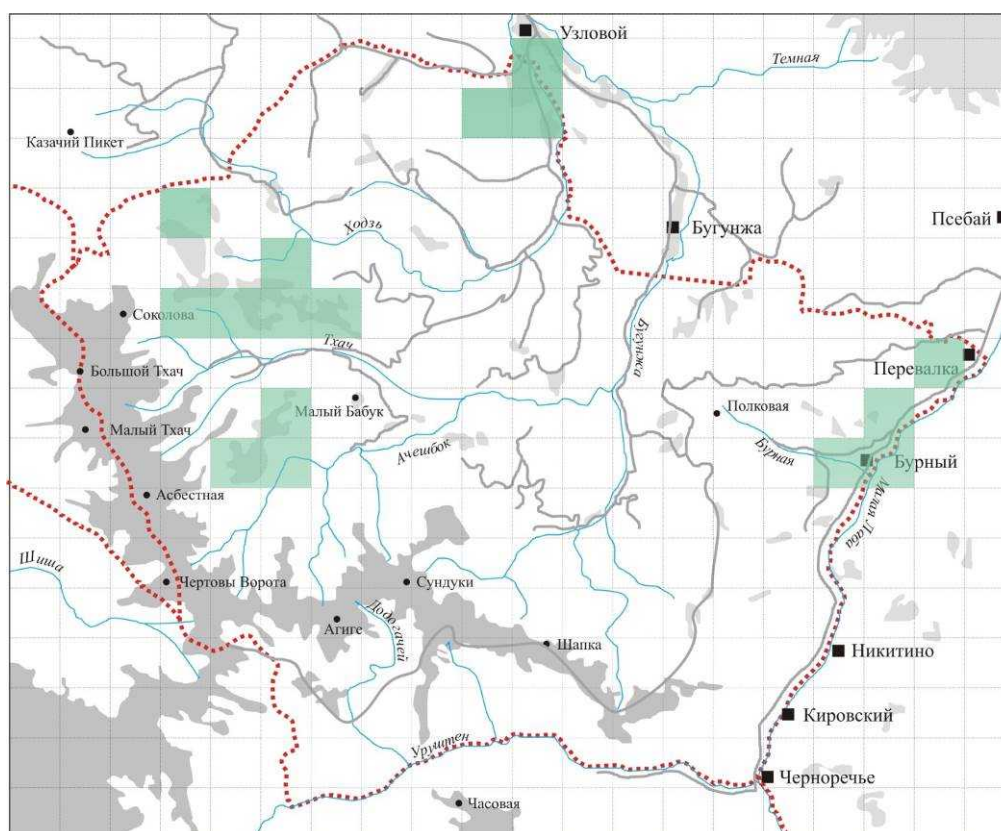 Узловой
Темная
Казачий Пикет
Псебай
Ходзь
Бугунжа
Соколова
Бугунжа
Тхач
Перевалка
Большой Тхач
Малый Бабук
Полковая
Малый Тхач
Ачешбок
Бурная
Бурный
Асбестная
Малая Лаба
Шиша
Чертовы Ворота
Сундуки
Додогачей
Агиге
Шапка
Никитино
Кировский
Уруштен
Черноречье
Часовая